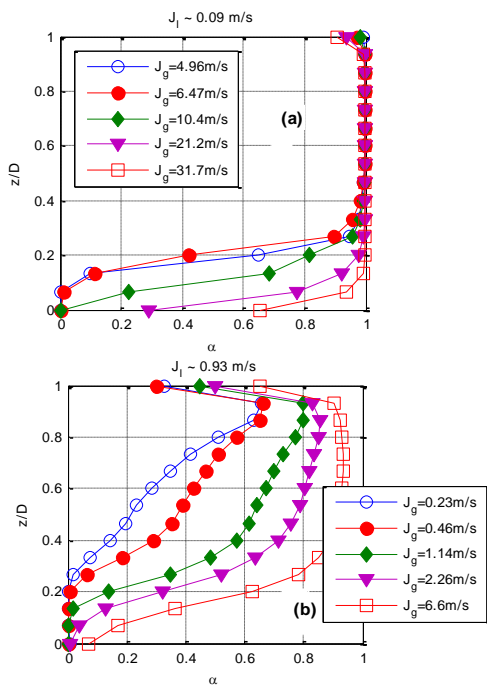 J_l ~ 0.09 m/s
1
0.8
0.6
0.4
0.2
0
z/D
J_g=4.96m/s
J_g=6.47m/s
J_g=10.4m/s
J_g=21.2m/s
J_g=31.7m/s
(a)
0 0.2 0.4 0.6 0.8 1
α
J_l ~ 0.93 m/s
1
0.8
0.6
0.4
0.2
0
z/D
J_g=0.23m/s
J_g=0.46m/s
J_g=1.14m/s
J_g=2.26m/s
J_g=6.6m/s
(b)
0 0.2 0.4 0.6 0.8 1
α